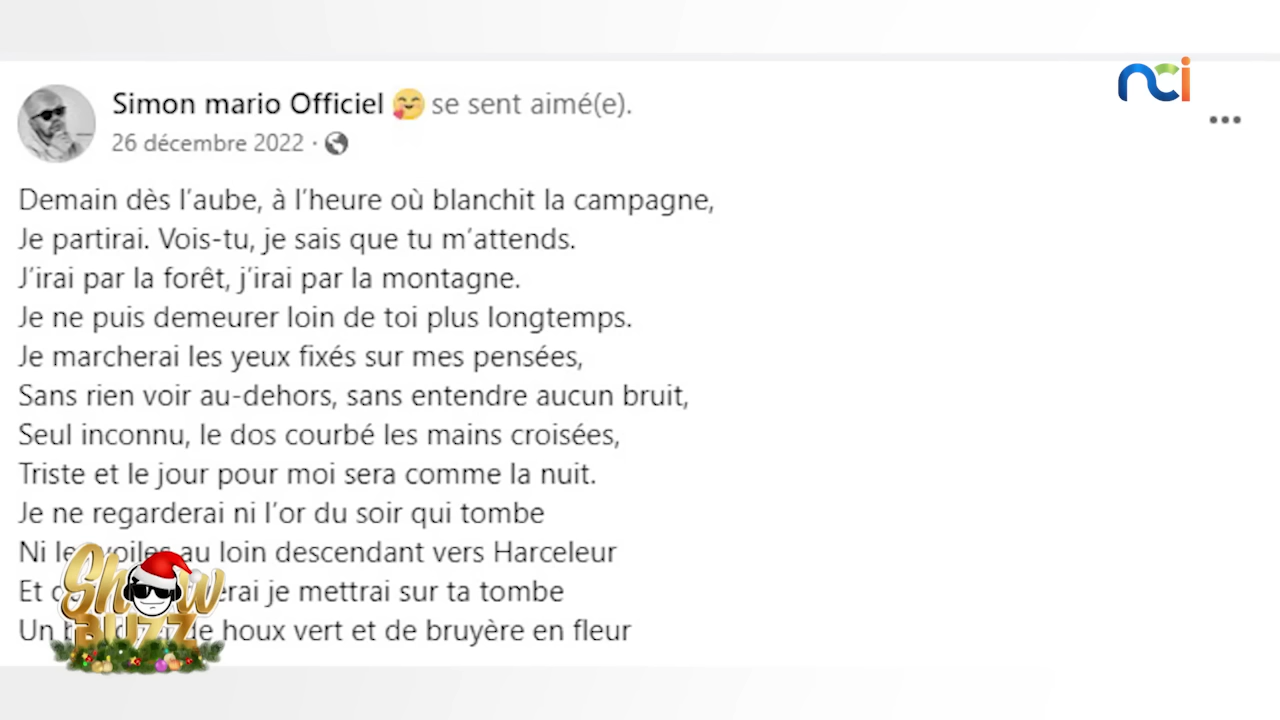 nci
Simon mario Officiel 🥰 se sent aimé(e).
26 décembre 2022 ·
Demain dès l'aube, à l'heure où blanchit la campagne,
Je partirai. Vois-tu, je sais que tu m'attends.
J'irai par la forêt, j'irai par la montagne.
Je ne puis demeurer loin de toi plus longtemps.
Je marcherai les yeux fixés sur mes pensées,
Sans rien voir au-dehors, sans entendre aucun bruit,
Seul inconnu, le dos courbé les mains croisées,
Triste et le jour pour moi sera comme la nuit.
Je ne regarderai ni l'or du soir qui tombe
Ni les voiles au loin descendant vers Harceleur
Et je mettrai sur ta tombe
Un de houx vert et de bruyère en fleur
Show
BUZZ